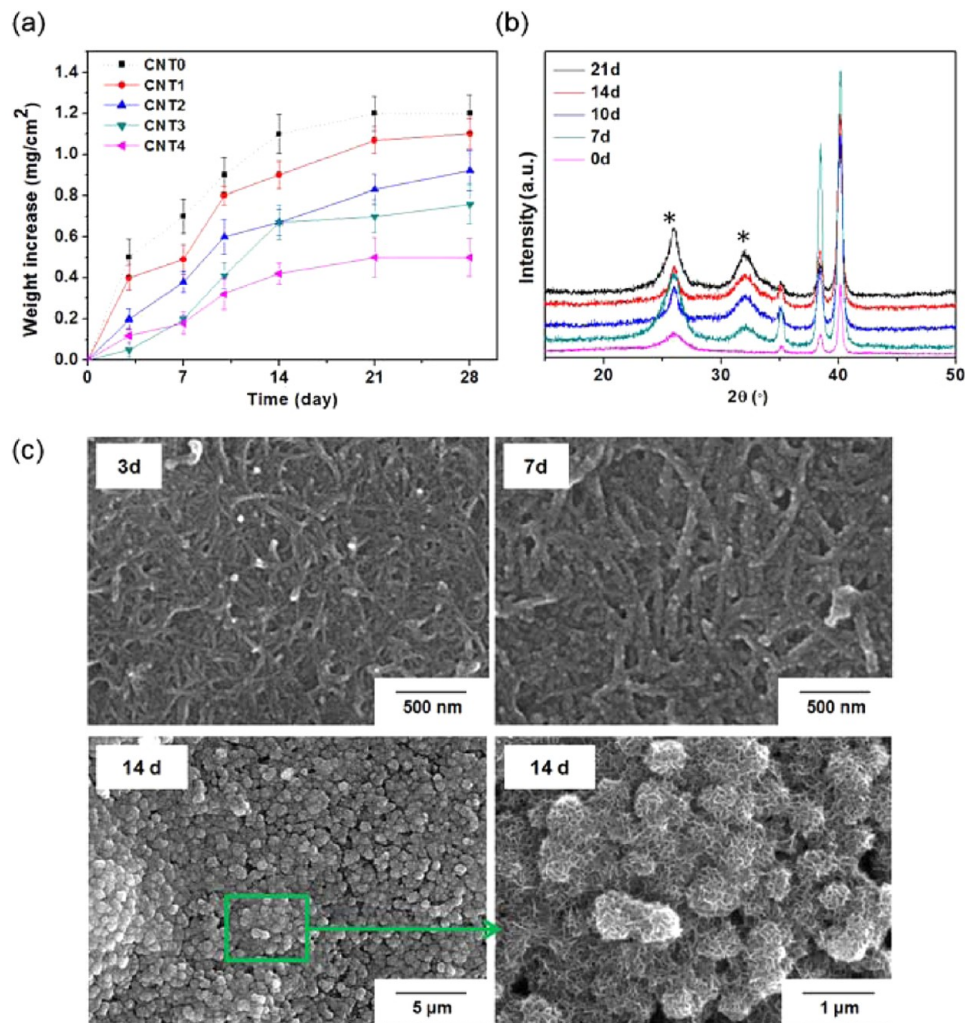 (a)
CNT0
CNT1
CNT2
CNT3
CNT4
1.4
1.2
1.0
0.8
0.6
0.4
0.2
0.0
0 7 14 21 28
Weight increase (mg/cm²)
Time (day)
(b)
21d
14d
10d
7d
0d
*
*
Intensity (a.u.)
20 30 40 50
2θ (°)
(c)
3d
500 nm
7d
500 nm
14 d
5 µm
14 d
1 µm